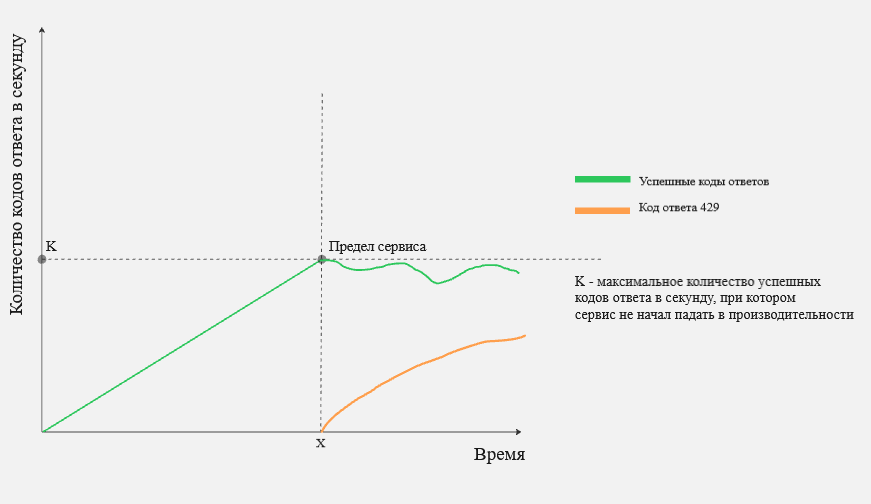 Количество кодов ответа в секунду
K
Предел сервиса
X
Время
Успешные коды ответов
Код ответа 429
K - максимальное количество успешных
кодов ответа в секунду, при котором
сервис не начал падать в производительности